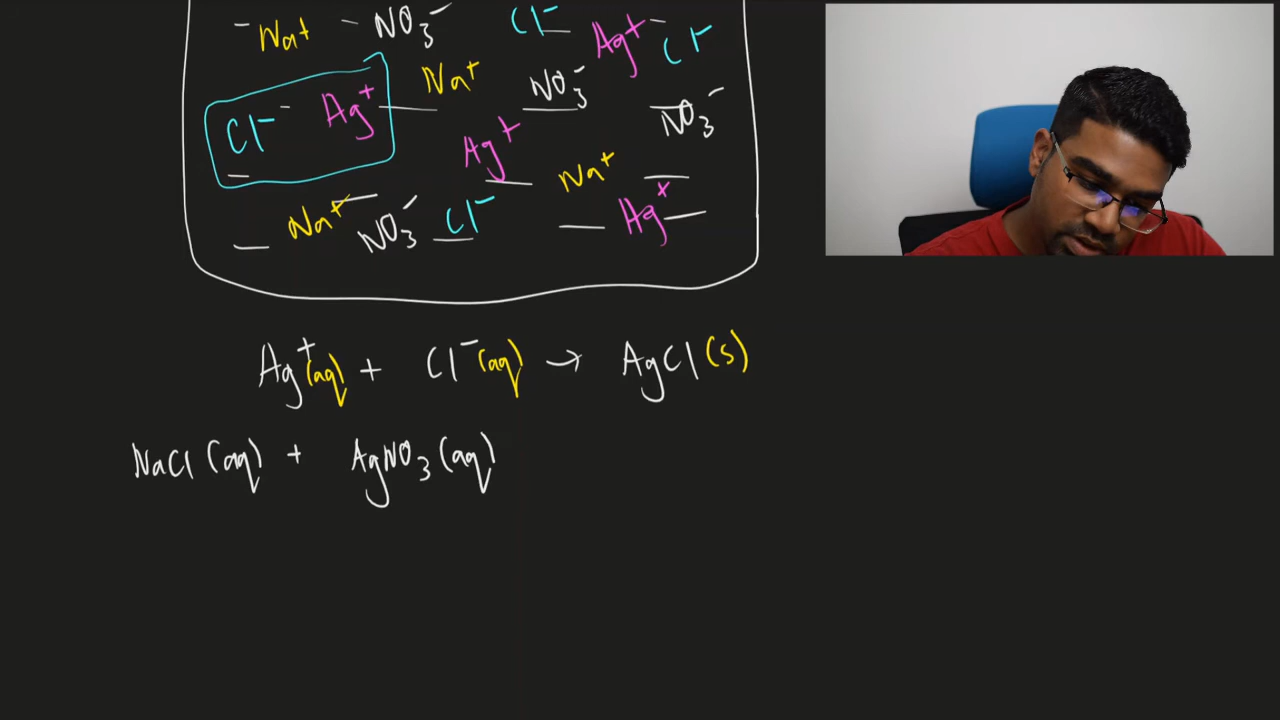 Na⁺ NO₃⁻ Cl⁻ Ag⁺ Cl⁻
Cl⁻ Ag⁺ Na⁺ NO₃⁻ NO₃⁻
Ag⁺ Na⁺
Na⁺ NO₃⁻ Cl⁻ Ag⁺
Ag⁺(aq) + Cl⁻(aq) → AgCl(s)
NaCl(aq) + AgNO₃(aq)